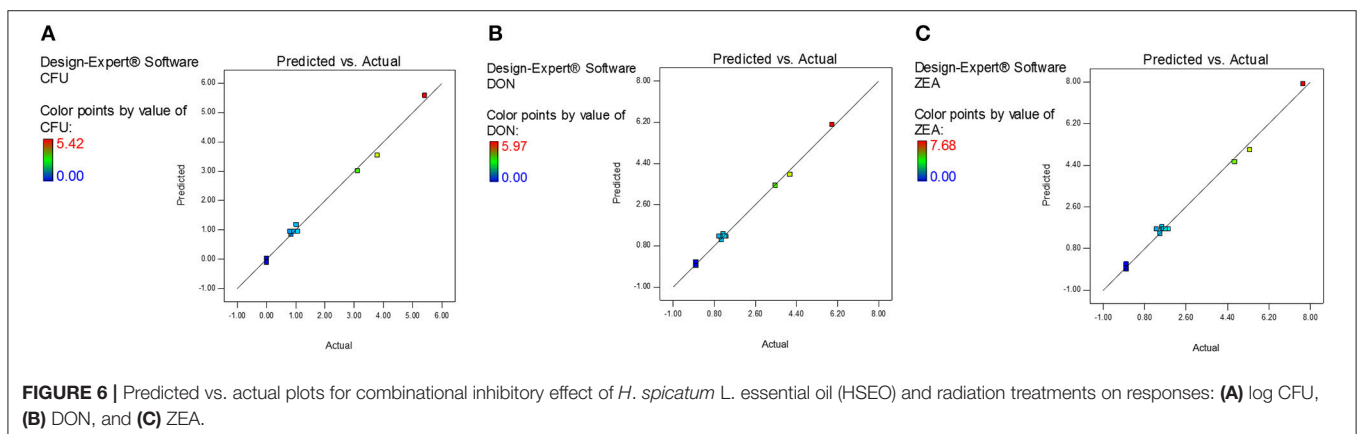 A
Design-Expert® Software
CFU
Color points by value of
CFU:
5.42
0.00
Predicted vs. Actual
6.00
5.00
4.00
3.00
2.00
1.00
0.00
-1.00
Predicted
-1.00 0.00 1.00 2.00 3.00 4.00 5.00 6.00
Actual
B
Design-Expert® Software
DON
Color points by value of
DON:
5.97
0.00
Predicted vs. Actual
8.00
6.20
4.40
2.60
0.80
-1.00
Predicted
-1.00 0.80 2.60 4.40 6.20 8.00
Actual
C
Design-Expert® Software
ZEA
Color points by value of
ZEA:
7.68
0.00
Predicted vs. Actual
8.00
6.20
4.40
2.60
0.80
-1.00
Predicted
-1.00 0.80 2.60 4.40 6.20 8.00
Actual
FIGURE 6 | Predicted vs. actual plots for combinational inhibitory effect of H. spicatum L. essential oil (HSEO) and radiation treatments on responses: (A) log CFU,
(B) DON, and (C) ZEA.